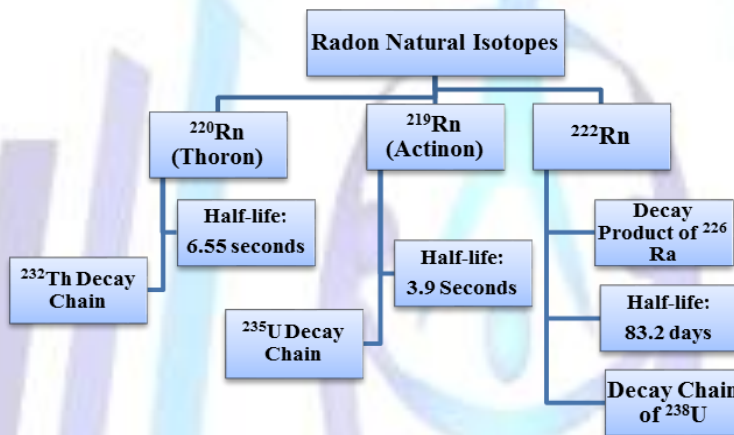 Radon Natural Isotopes
²²⁰Rn
(Thoron)
²¹⁹Rn
(Actinon)
²²²Rn
Half-life:
6.55 seconds
²³²Th Decay
Chain
Half-life:
3.9 Seconds
²³⁵U Decay
Chain
Decay
Product of ²²⁶
Ra
Half-life:
83.2 days
Decay Chain
of ²³⁸U